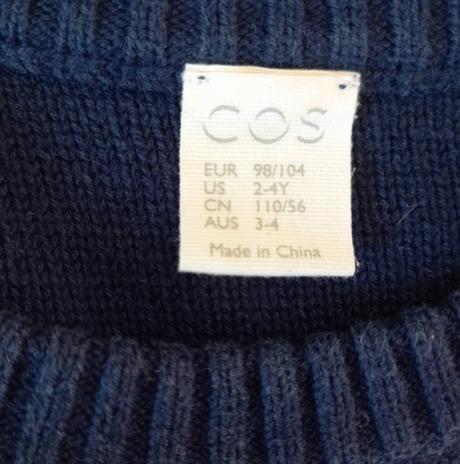 COS
EUR 98/104
US 2-4Y
CN 110/56
AUS 3-4
Made in China